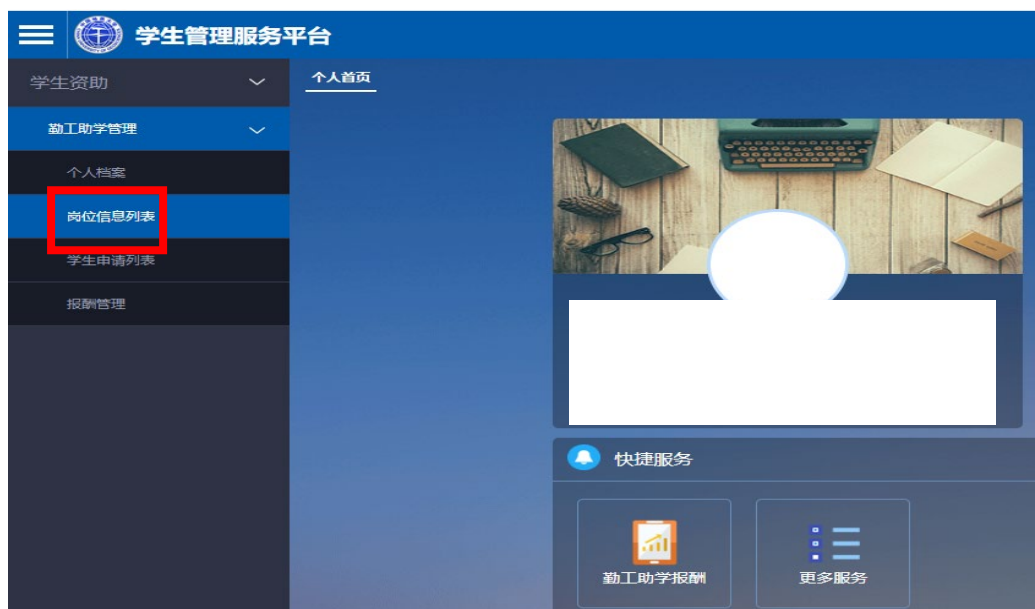 学生管理服务平台
学生资助
个人首页
勤工助学管理
个人档案
岗位信息列表
学生申请列表
报酬管理
快捷服务
勤工助学报酬
更多服务